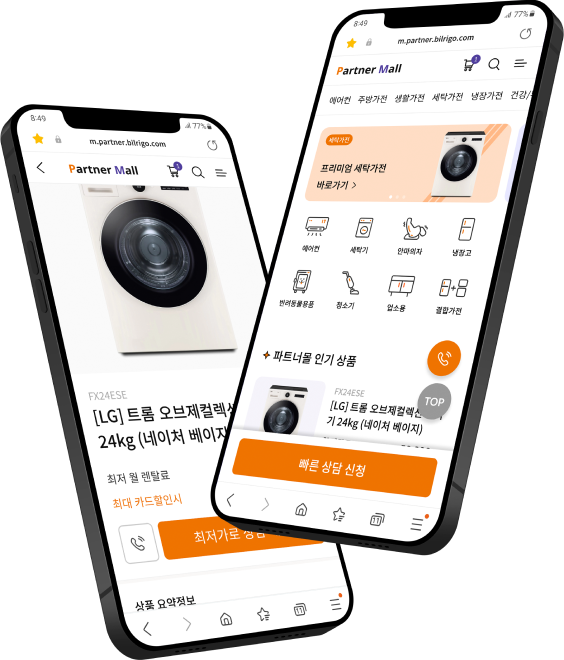 8:49
77%
m.partner.bilrigo.com
Partner Mall
1
FX24ESE
[LG] 트롬 오브제컬렉션
24kg (네이처 베이지
최저 월 렌탈료
최대 카드할인시
최저가로 상담
상품 요약정보
8:49
77%
m.partner.bilrigo.com
Partner Mall
1
에어컨 주방가전 생활가전 세탁가전 냉장가전 건강/
세탁가전
프리미엄 세탁가전
바로가기 >
에어컨 세탁기 안마의자 냉장고
반려동물용품 청소기 업소용 결합가전
파트너몰 인기 상품
FX24ESE
[LG] 트롬 오브제컬렉션
기 24kg (네이처 베이지)
TOP
빠른 상담 신청